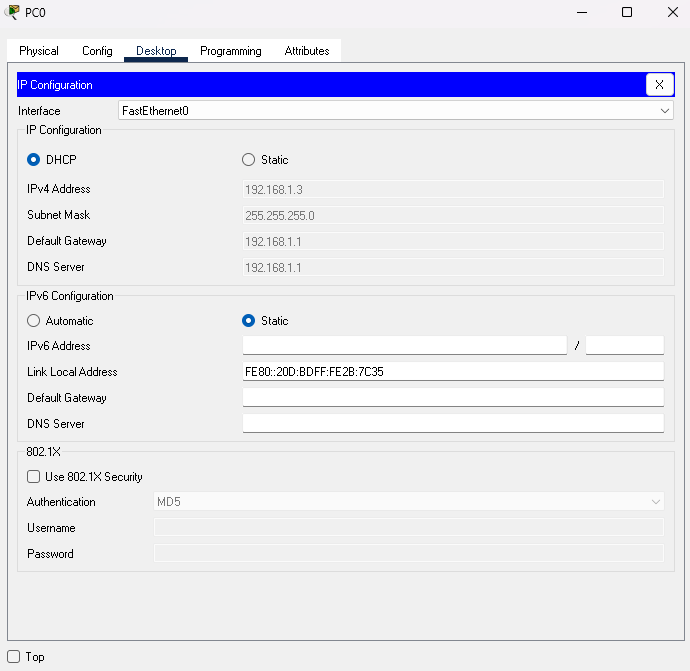 PC0
Physical Config Desktop Programming Attributes
IP Configuration X
Interface FastEthernet0
IP Configuration
DHCP Static
IPv4 Address 192.168.1.3
Subnet Mask 255.255.255.0
Default Gateway 192.168.1.1
DNS Server 192.168.1.1
IPv6 Configuration
Automatic Static
IPv6 Address /
Link Local Address FE80::20D:BDFF:FE2B:7C35
Default Gateway
DNS Server
802.1X
Use 802.1X Security
Authentication MD5
Username
Password
Top